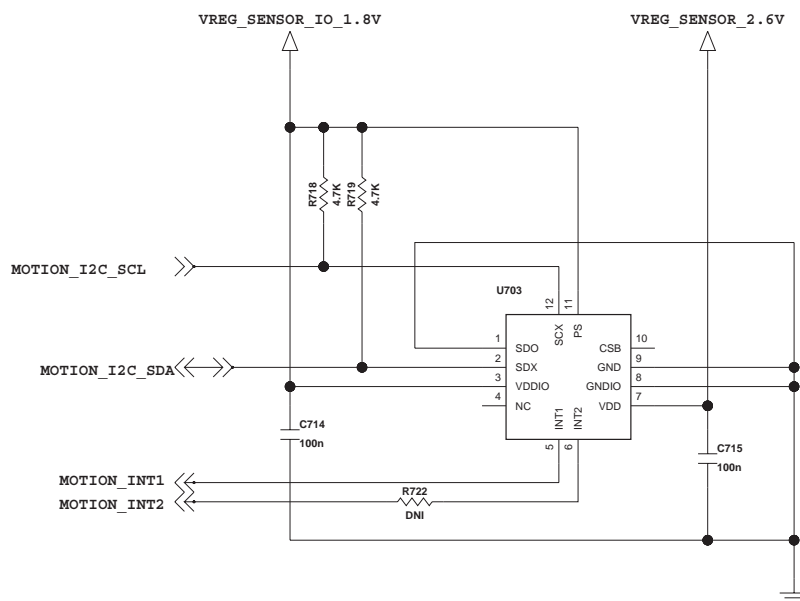 VREG_SENSOR_IO_1.8V
VREG_SENSOR_2.6V
R718
4.7K
R719
4.7K
MOTION_I2C_SCL
U703
12
11
SCX
PS
1
SDO
CSB
10
MOTION_I2C_SDA
2
SDX
GND
9
3
VDDIO
GNDIO
8
4
NC
VDD
7
INT1
INT2
5
6
C714
100n
C715
100n
MOTION_INT1
MOTION_INT2
R722
DNI